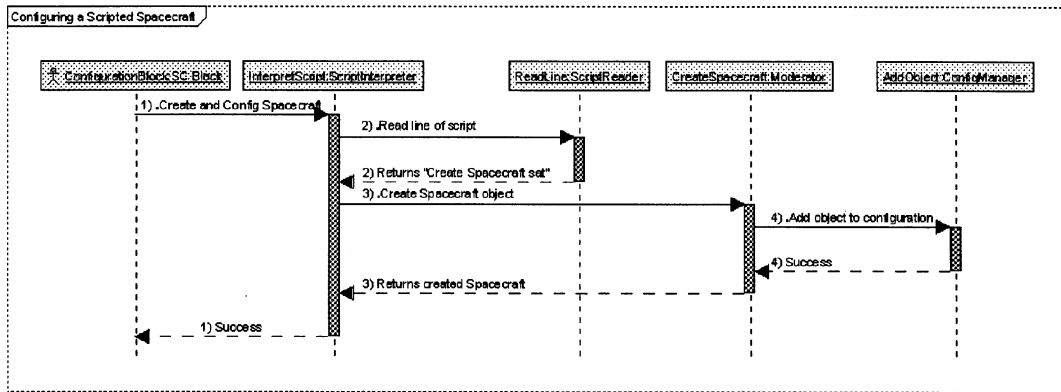 Configuring a Scripted Spacecraft
ConfigurationBlock:SC Block
InterpretScript:ScriptInterpreter
ReadLine:ScriptReader
CreateSpacecraft:Moderator
AddObject:ConfigManager
1) .Create and Config Spacecraft
2) .Read line of script
2) Returns "Create Spacecraft sat"
3) .Create Spacecraft object
4) .Add object to configuration
4) Success
3) Returns created Spacecraft
1) Success